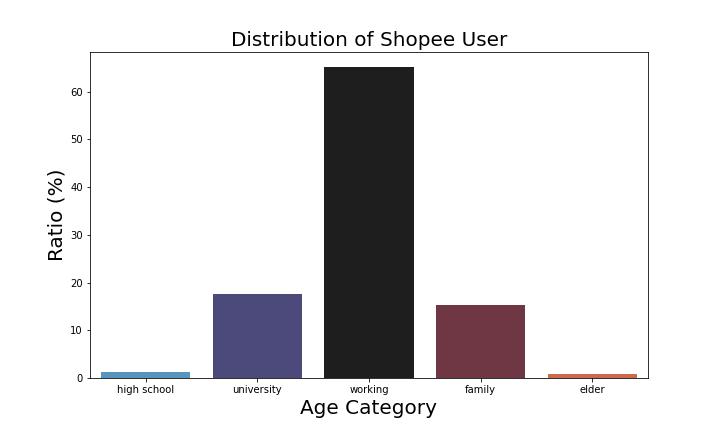 Distribution of Shopee User
Ratio (%)
60
50
40
30
20
10
0
high school university working family elder
Age Category